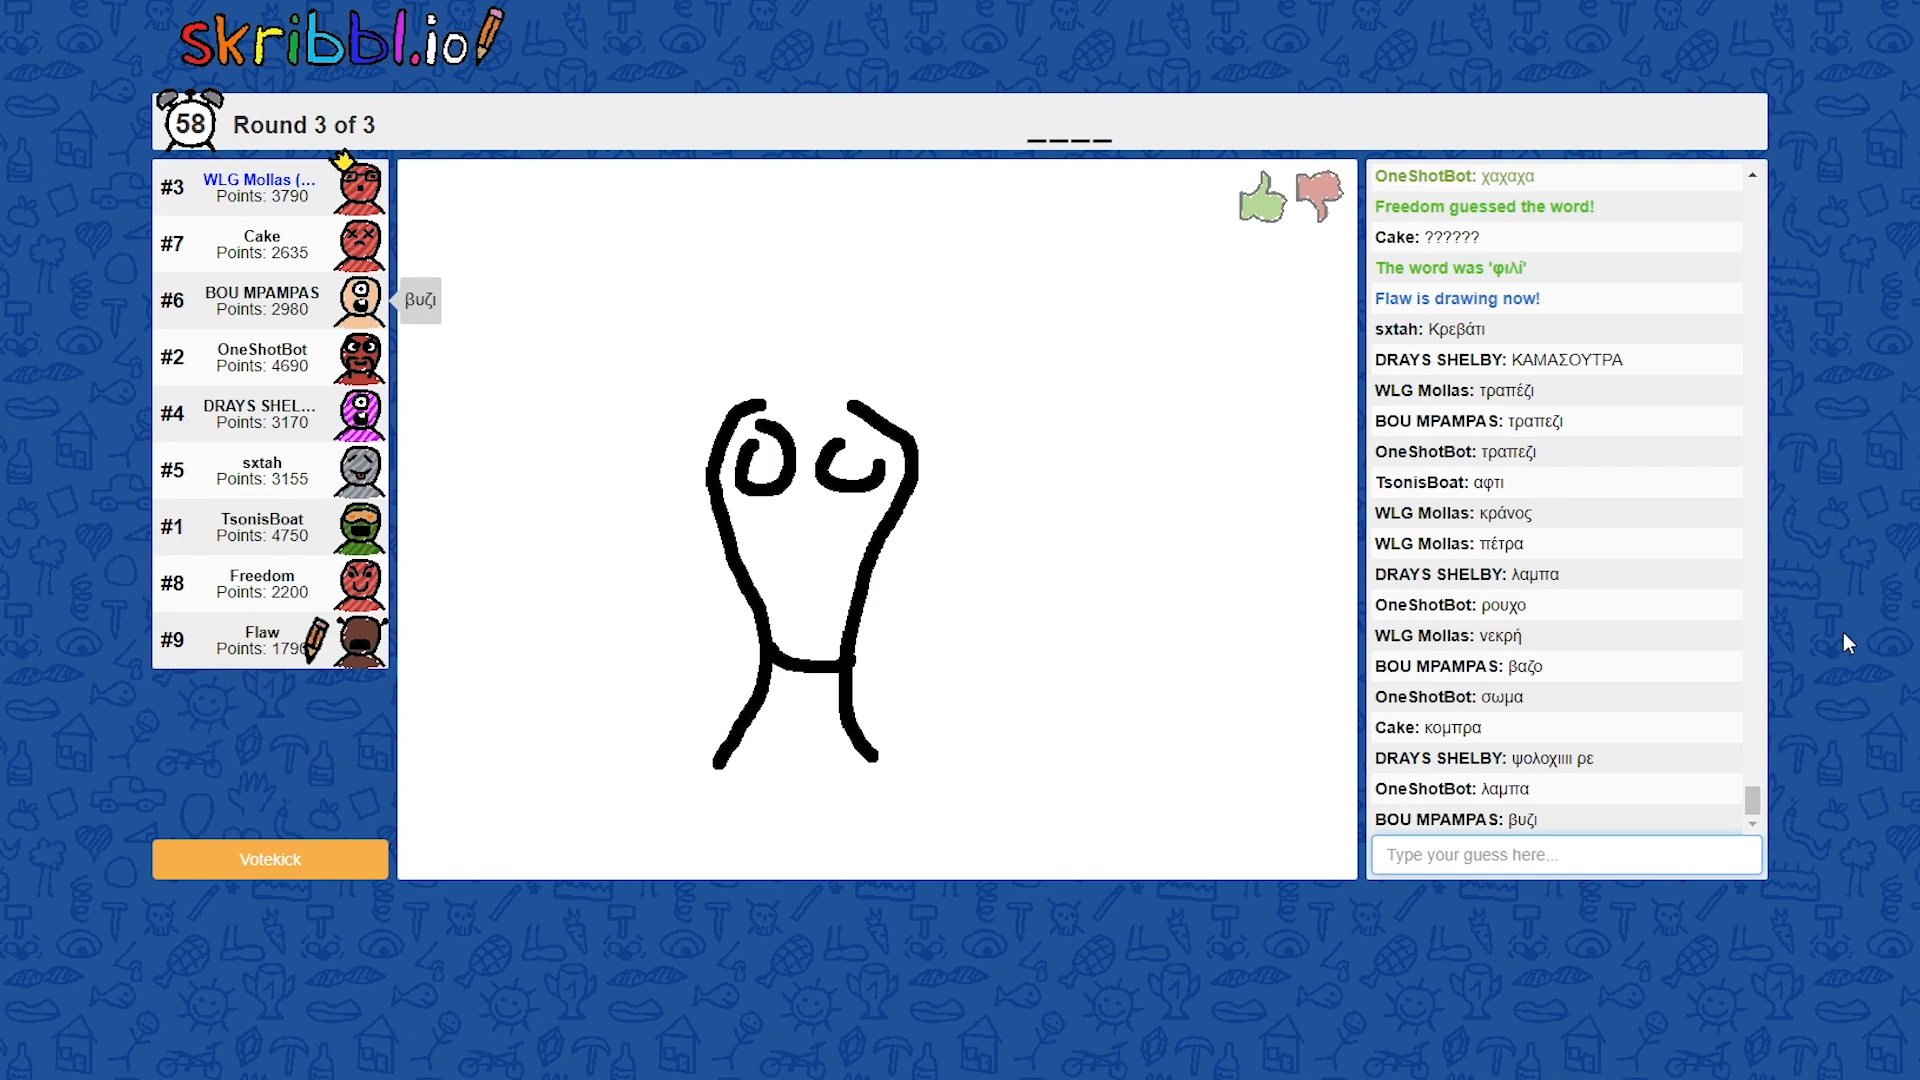 skribbl.io
58 Round 3 of 3
____
#3 WLG Mollas (...
Points: 3790
#7 Cake
Points: 2635
#6 BOU MPAMPAS
Points: 2980
βυζι
#2 OneShotBot
Points: 4690
#4 DRAYS SHEL...
Points: 3170
#5 sxtah
Points: 3155
#1 TsonisBoat
Points: 4750
#8 Freedom
Points: 2200
#9 Flaw
Points: 1790
Votekick
OneShotBot: χαχαχα
Freedom guessed the word!
Cake: ??????
The word was 'φιλί'
Flaw is drawing now!
sxtah: Κρεβάτι
DRAYS SHELBY: ΚΑΜΑΣΟΥΤΡΑ
WLG Mollas: τραπέζι
BOU MPAMPAS: τραπεζι
OneShotBot: τραπεζι
TsonisBoat: αφτι
WLG Mollas: κράνος
WLG Mollas: πέτρα
DRAYS SHELBY: λαμπα
OneShotBot: ρουχο
WLG Mollas: νεκρή
BOU MPAMPAS: βαζο
OneShotBot: σωμα
Cake: κομπρα
DRAYS SHELBY: ψολοχιιιι ρε
OneShotBot: λαμπα
BOU MPAMPAS: βυζι
Type your guess here...